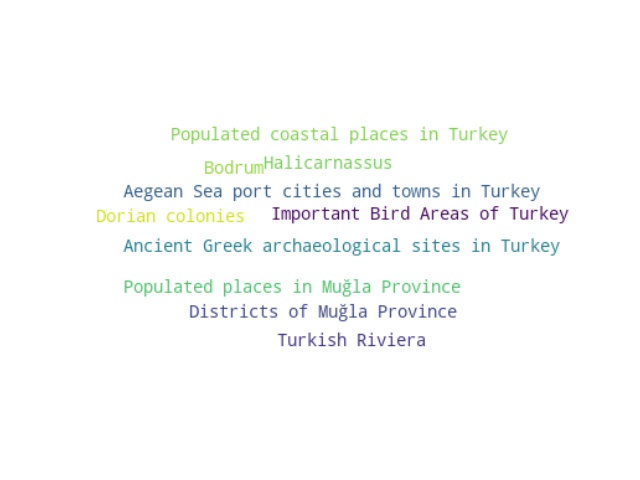 Populated coastal places in Turkey
Bodrum
Halicarnassus
Aegean Sea port cities and towns in Turkey
Dorian colonies
Important Bird Areas of Turkey
Ancient Greek archaeological sites in Turkey
Populated places in Muğla Province
Districts of Muğla Province
Turkish Riviera